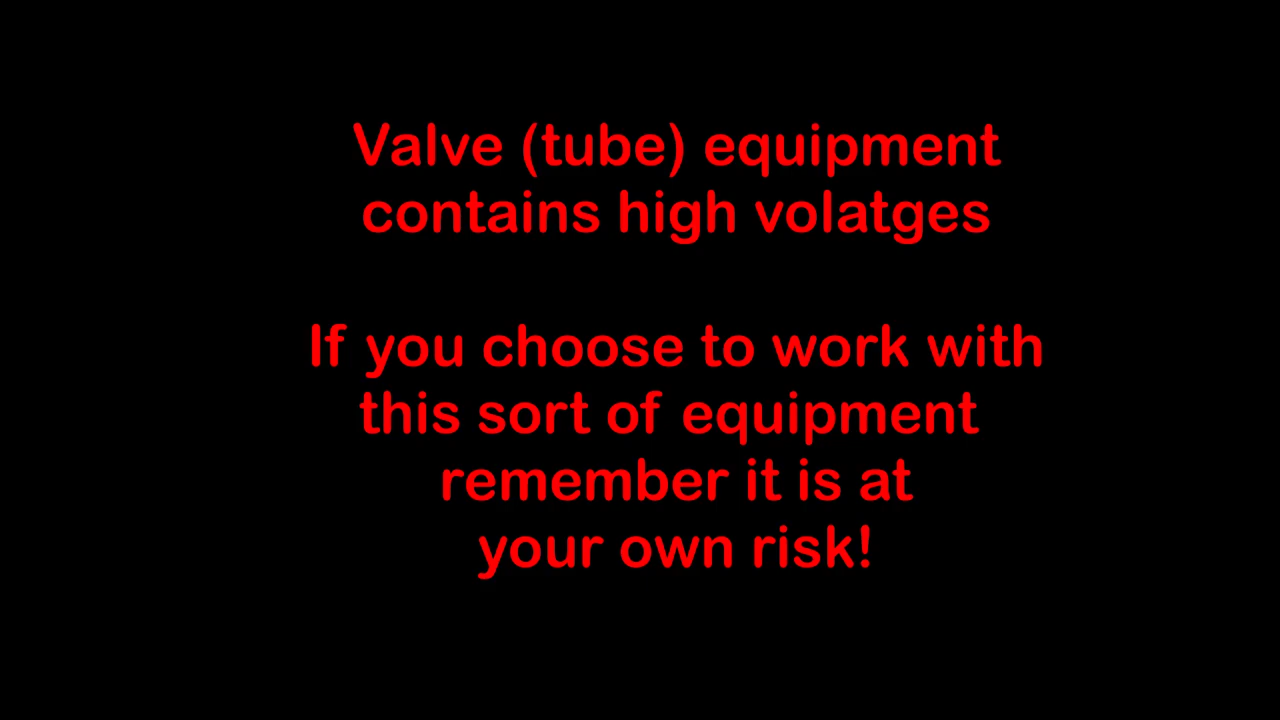 Valve (tube) equipment
contains high volatges
If you choose to work with
this sort of equipment
remember it is at
your own risk!